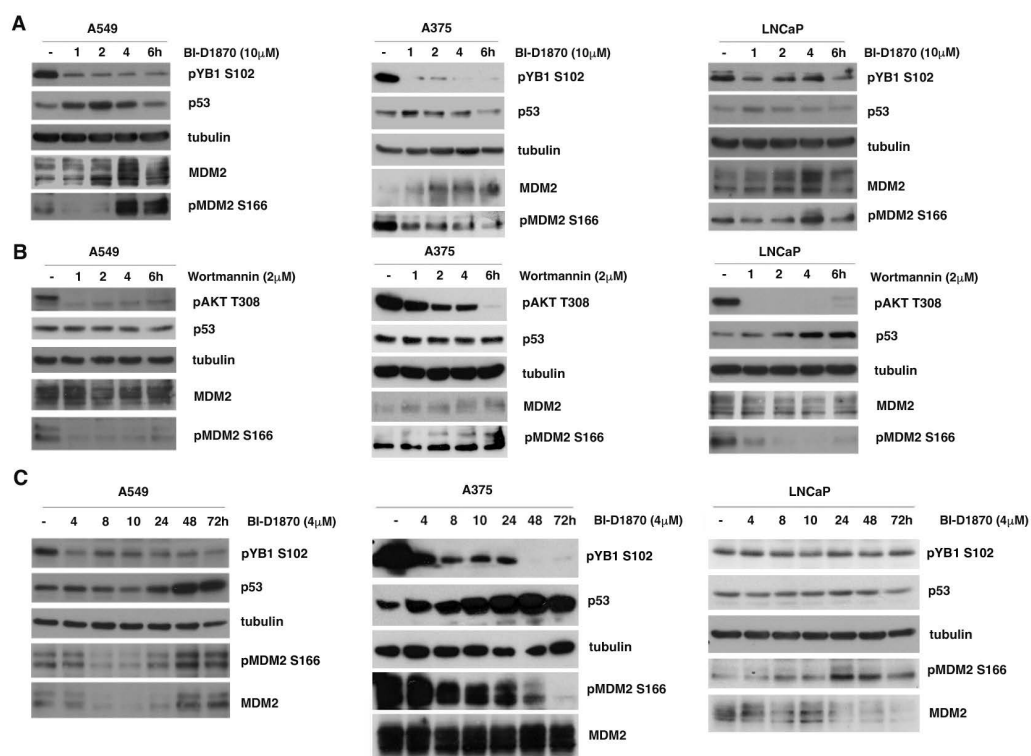 A
A549
- 1 2 4 6h BI-D1870 (10μM)
pYB1 S102
p53
tubulin
MDM2
pMDM2 S166
A375
- 1 2 4 6h BI-D1870 (10μM)
pYB1 S102
p53
tubulin
MDM2
pMDM2 S166
LNCaP
- 1 2 4 6h BI-D1870 (10μM)
pYB1 S102
p53
tubulin
MDM2
pMDM2 S166
B
A549
- 1 2 4 6h Wortmannin (2μM)
pAKT T308
p53
tubulin
MDM2
pMDM2 S166
A375
- 1 2 4 6h Wortmannin (2μM)
pAKT T308
p53
tubulin
MDM2
pMDM2 S166
LNCaP
- 1 2 4 6h Wortmannin (2μM)
pAKT T308
p53
tubulin
MDM2
pMDM2 S166
C
A549
- 4 8 10 24 48 72h BI-D1870 (4μM)
pYB1 S102
p53
tubulin
pMDM2 S166
MDM2
A375
- 4 8 10 24 48 72h BI-D1870 (4μM)
pYB1 S102
p53
tubulin
pMDM2 S166
MDM2
LNCaP
- 4 8 10 24 48 72h BI-D1870 (4μM)
pYB1 S102
p53
tubulin
pMDM2 S166
MDM2